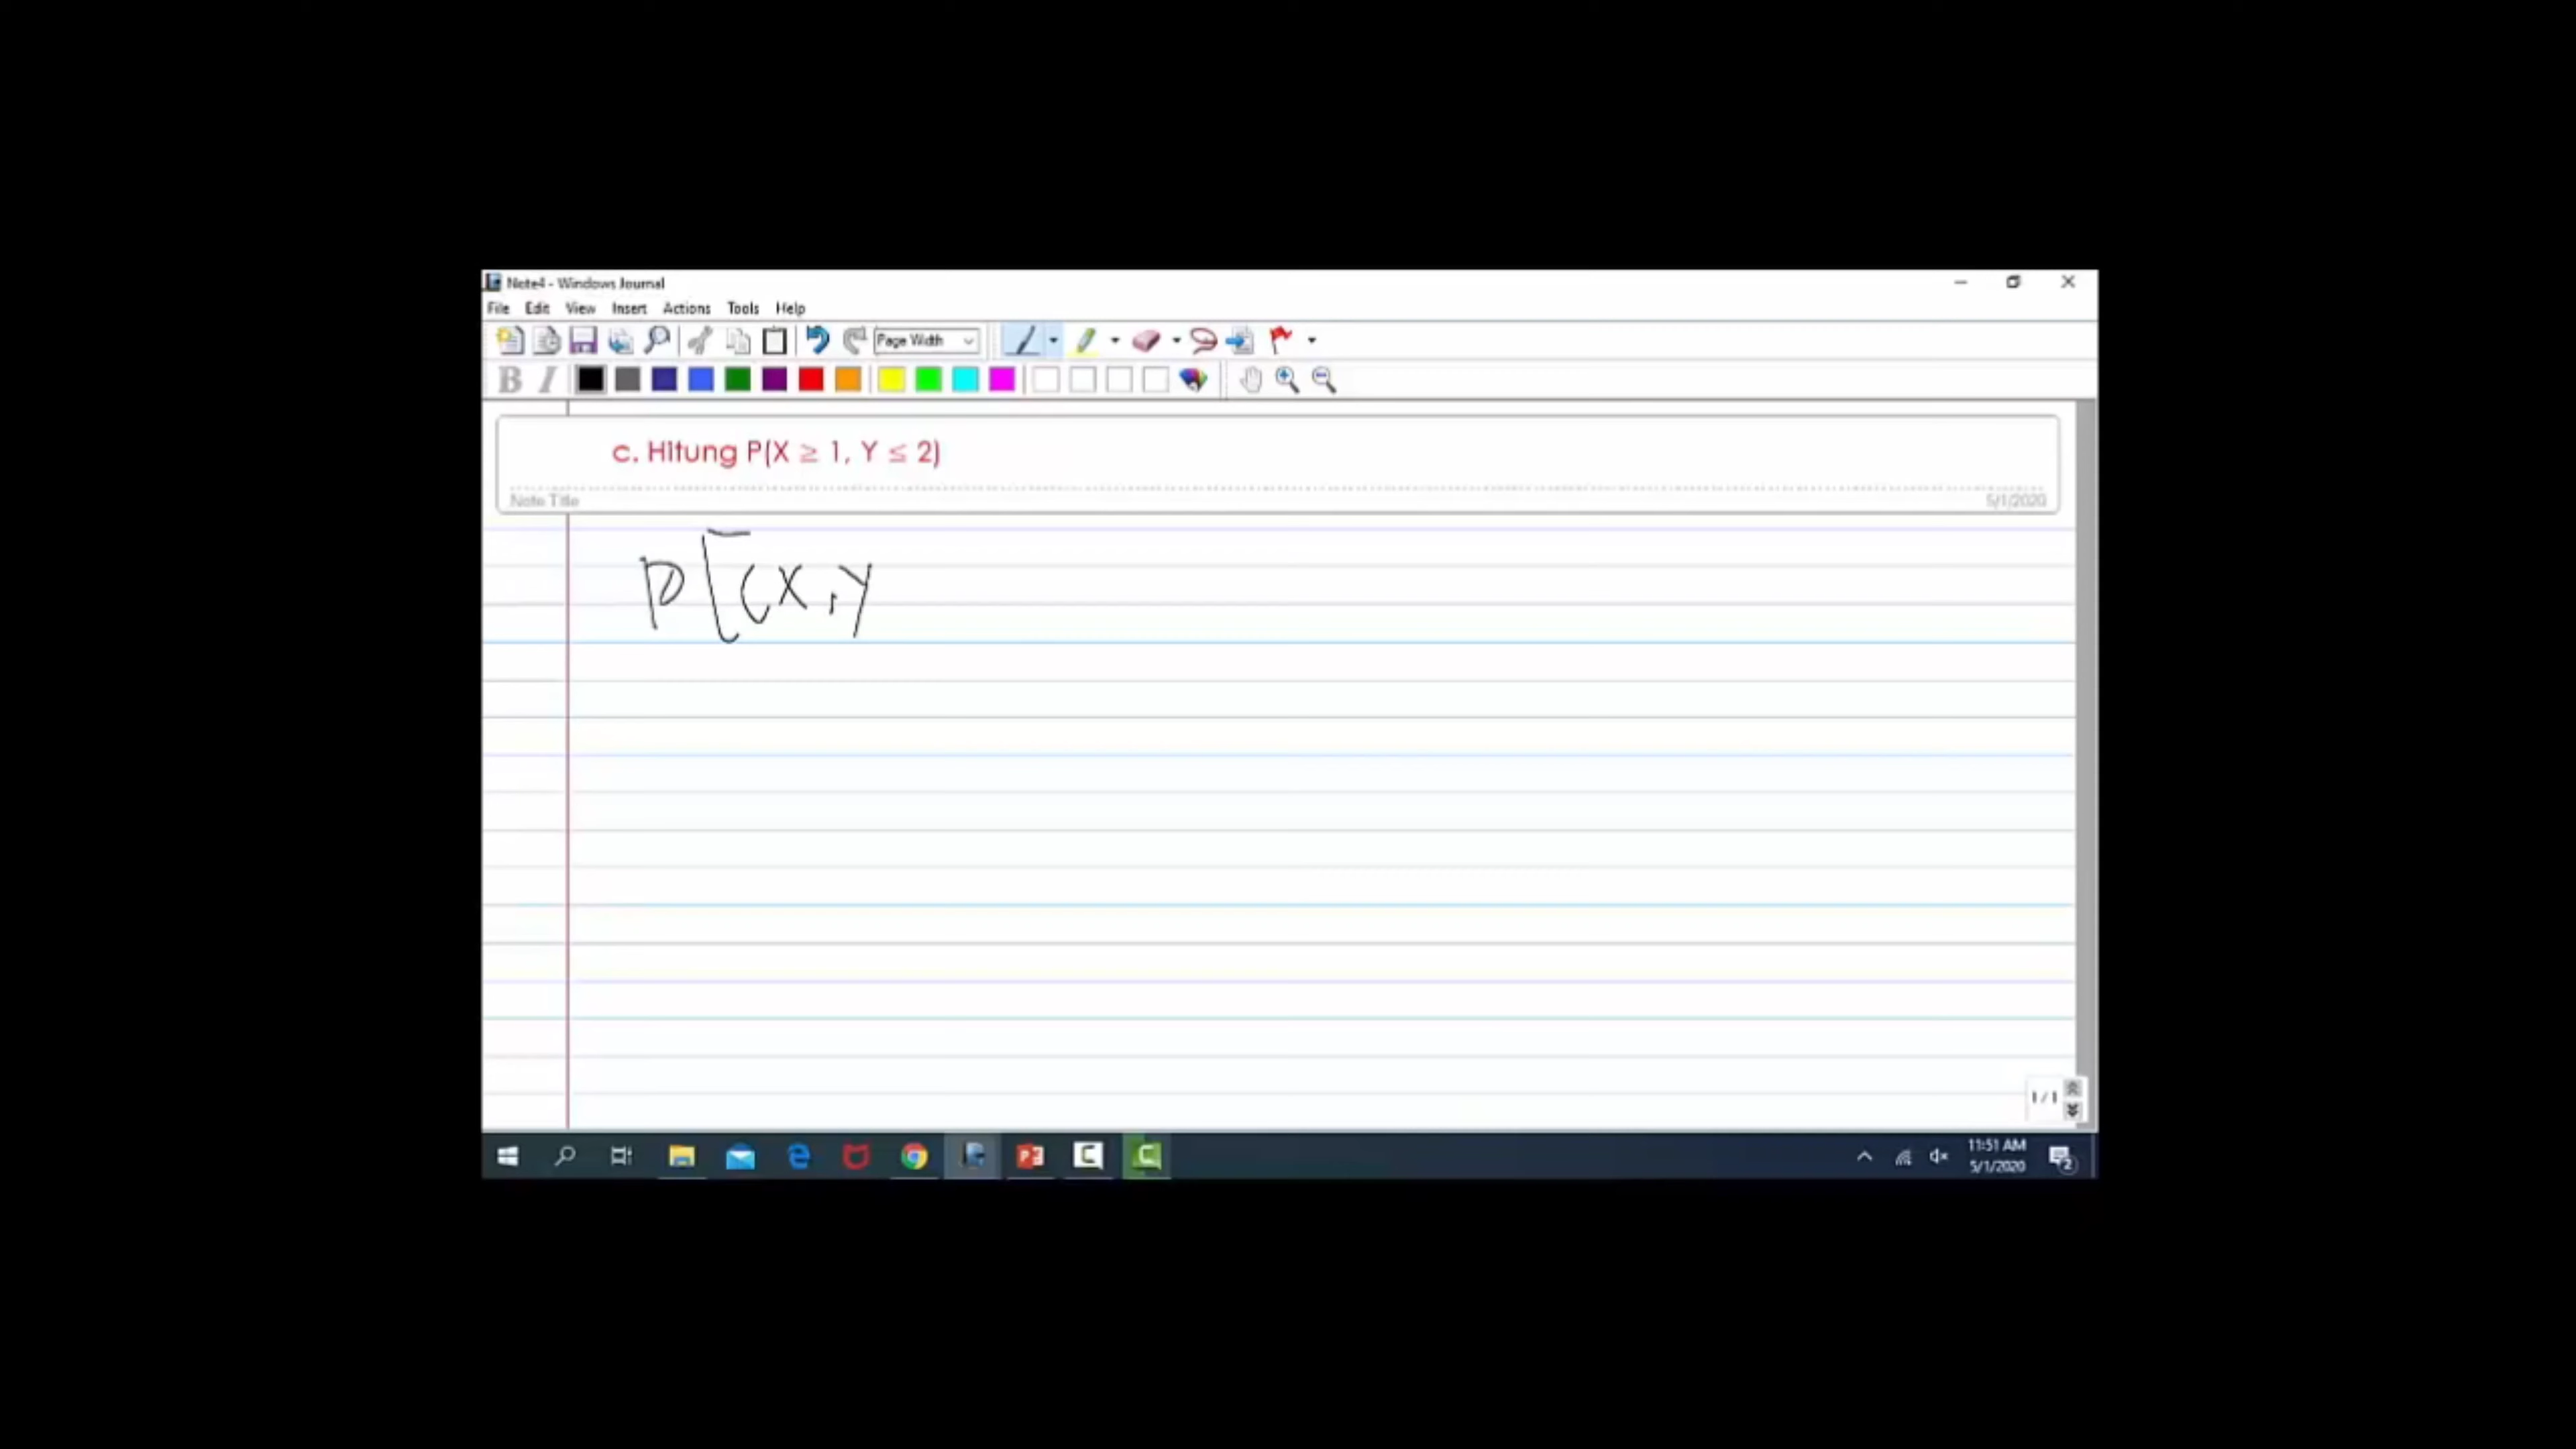 Note4 - Windows Journal
File Edit View Insert Actions Tools Help
Page Width
B I
c. Hitung P(X ≥ 1, Y ≤ 2)
Note Title
5/1/2020
P[(X,Y
1 / 1
11:51 AM
5/1/2020
2